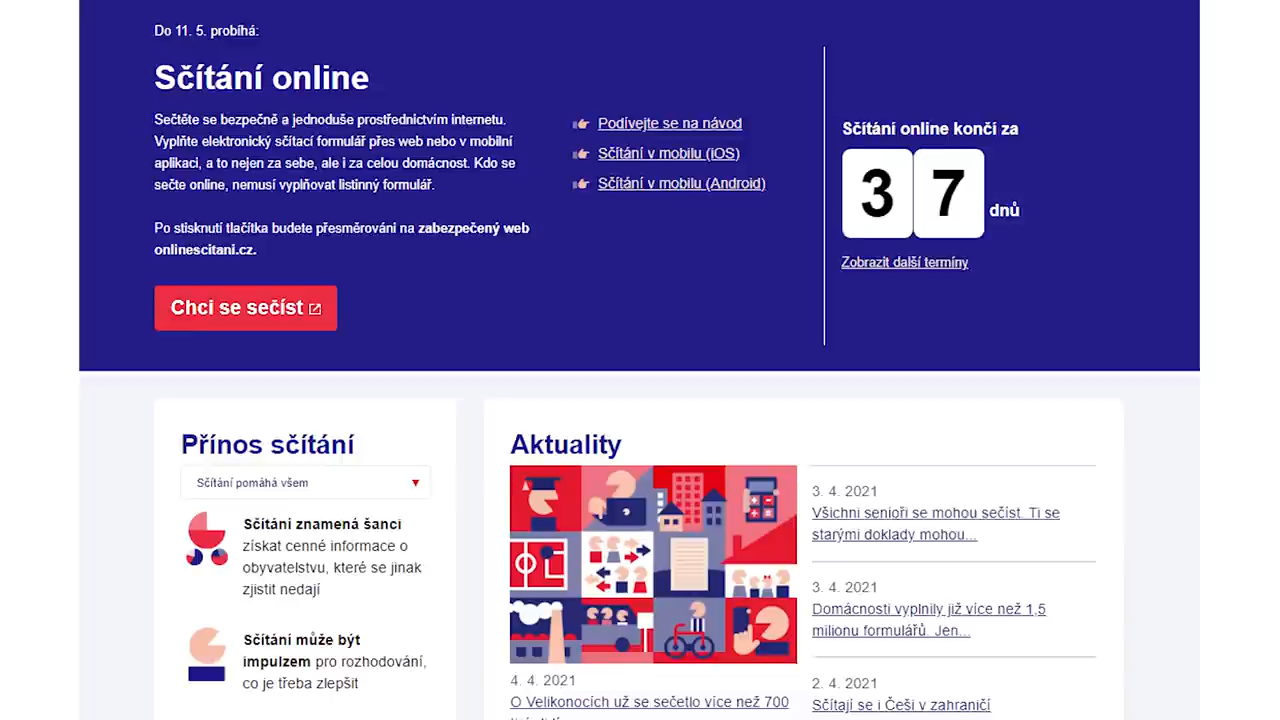 Do 11. 5. probíhá:
Sčítání online
Sečtěte se bezpečně a jednoduše prostřednictvím internetu.
Vyplňte elektronický sčítací formulář přes web nebo v mobilní
aplikaci, a to nejen za sebe, ale i za celou domácnost. Kdo se
sečte online, nemusí vyplňovat listinný formulář.
Po stisknutí tlačítka budete přesměrováni na zabezpečený web
onlinescitani.cz.
Chci se sečíst
Podívejte se na návod
Sčítání v mobilu (iOS)
Sčítání v mobilu (Android)
Sčítání online končí za
37 dnů
Zobrazit další termíny
Přínos sčítání
Sčítání pomáhá všem
Sčítání znamená šanci
získat cenné informace o
obyvatelstvu, které se jinak
zjistit nedají
Sčítání může být
impulzem pro rozhodování,
co je třeba zlepšit
Aktuality
4. 4. 2021
O Velikonocích už se sečetlo více než 700
3. 4. 2021
Všichni senioři se mohou sečíst. Ti se
starými doklady mohou...
3. 4. 2021
Domácnosti vyplnily již více než 1,5
milionu formulářů. Jen...
2. 4. 2021
Sčítají se i Češi v zahraničí